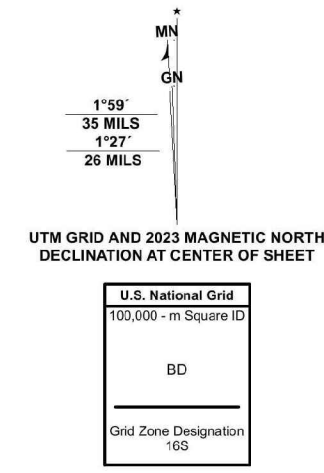 MN
GN
1°59´
35 MILS
1°27´
26 MILS
UTM GRID AND 2023 MAGNETIC NORTH
DECLINATION AT CENTER OF SHEET
U.S. National Grid
100,000 - m Square ID
BD
Grid Zone Designation
16S